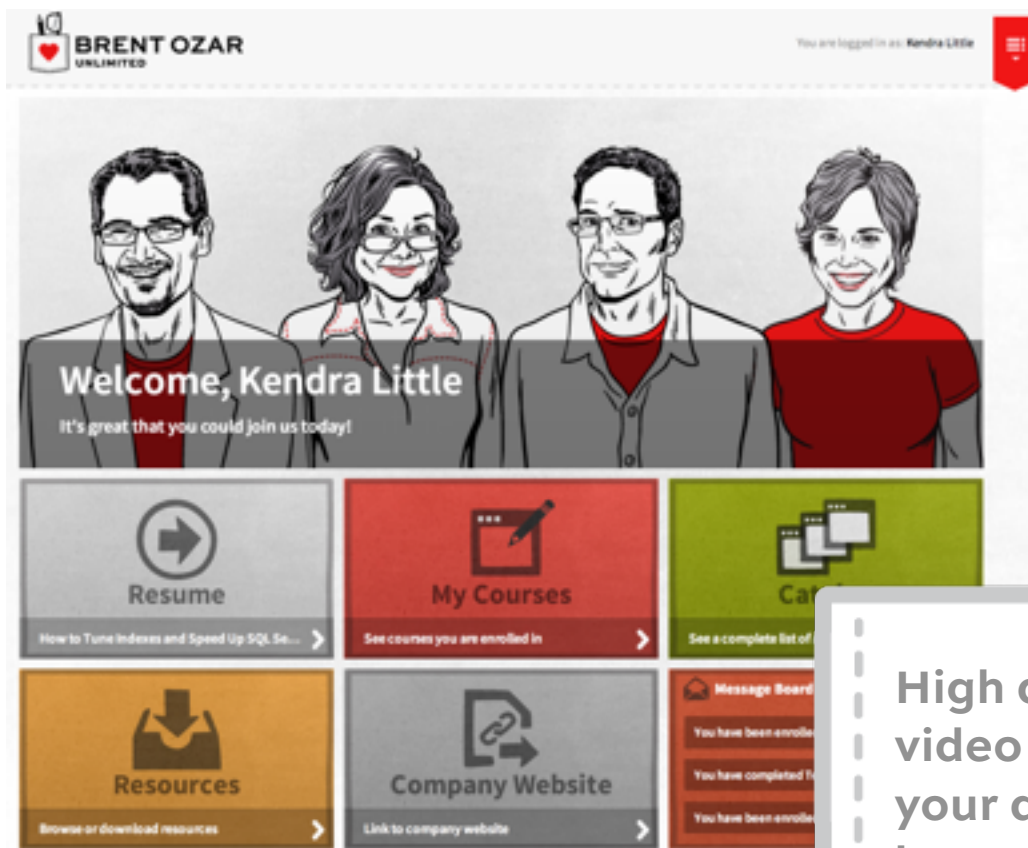 BRENT OZAR
UNLIMITED
You are logged in as: Kendra Little
Welcome, Kendra Little
It's great that you could join us today!
Resume
How to Tune Indexes and Speed Up SQL Se...
My Courses
See courses you are enrolled in
Cat
See a complete list of
Resources
Browse or download resources
Company Website
Link to company website
Message Board
You have been enrolle
You have completed
You have been enrolle
High
video
your